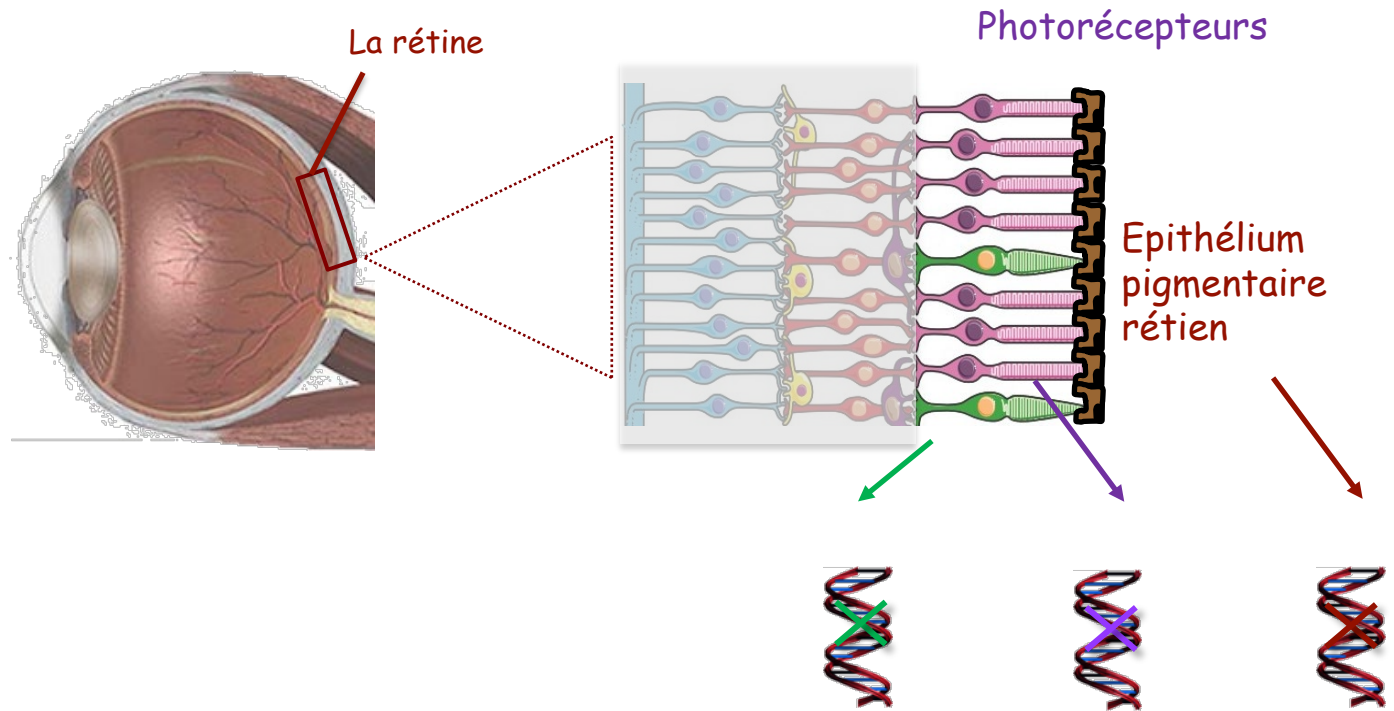 La rétine
Photorécepteurs
Epithélium
pigmentaire
rétien